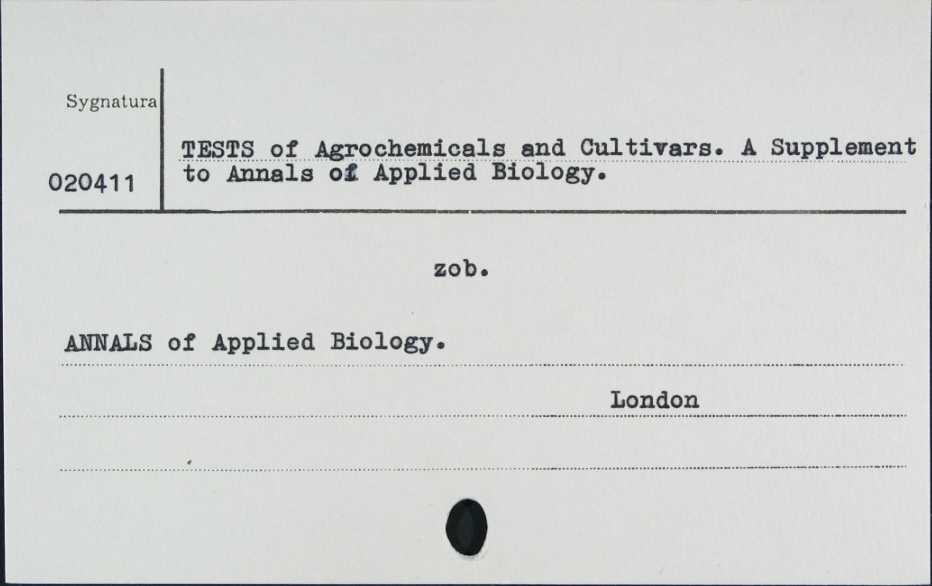 Sygnatura
TESTS of Agrochemicals and Cultivars. A Supplement
to Annals of Applied Biology.
020411
zob.
ANNALS of Applied Biology.
London